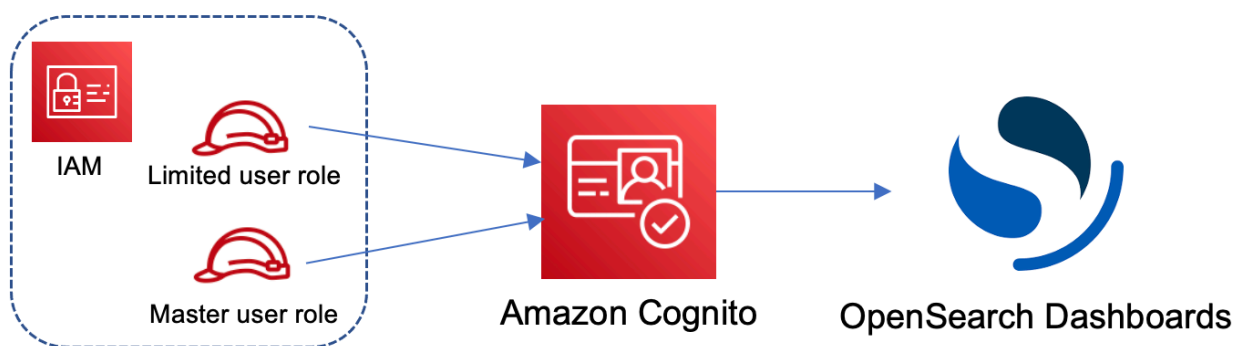 IAM
Limited user role
Master user role
Amazon Cognito
OpenSearch Dashboards